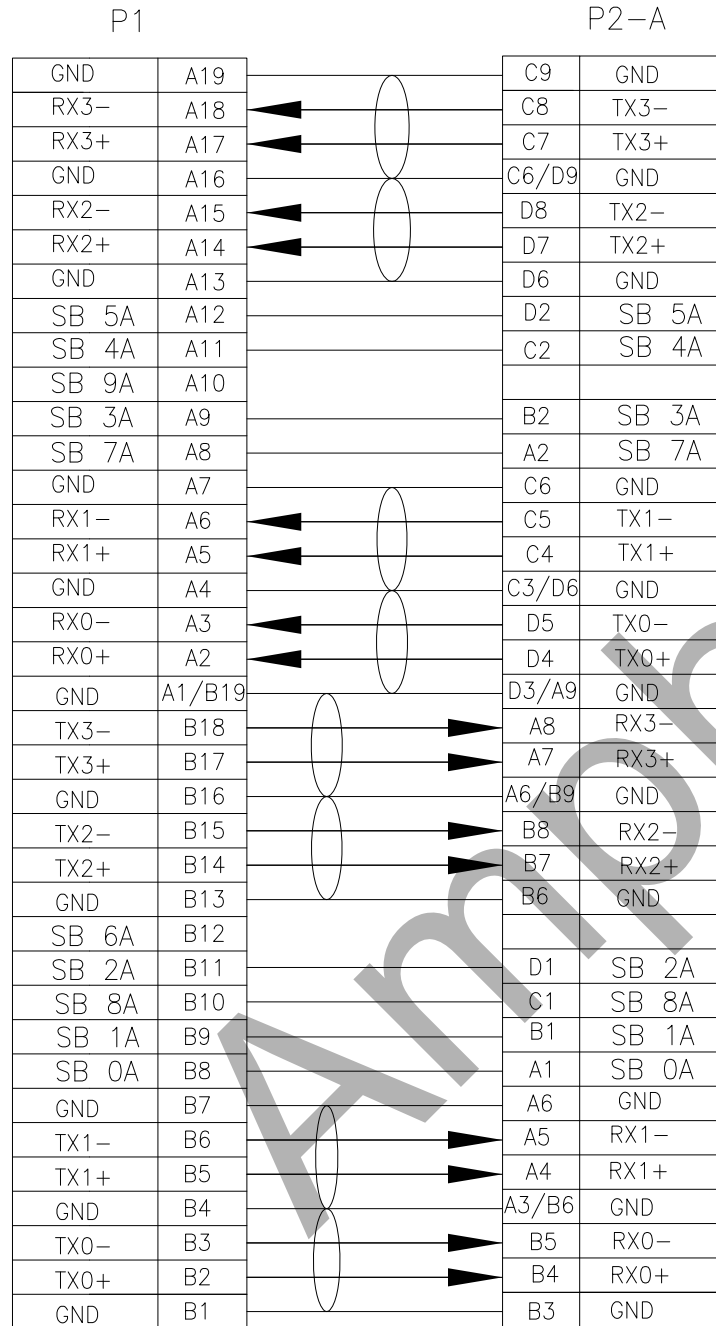 P1 P2-A
GND A19 C9 GND
RX3- A18 C8 TX3-
RX3+ A17 C7 TX3+
GND A16 C6/D9 GND
RX2- A15 D8 TX2-
RX2+ A14 D7 TX2+
GND A13 D6 GND
SB 5A A12 D2 SB 5A
SB 4A A11 C2 SB 4A
SB 9A A10
SB 3A A9 B2 SB 3A
SB 7A A8 A2 SB 7A
GND A7 C6 GND
RX1- A6 C5 TX1-
RX1+ A5 C4 TX1+
GND A4 C3/D6 GND
RX0- A3 D5 TX0-
RX0+ A2 D4 TX0+
GND A1/B19 D3/A9 GND
TX3- B18 A8 RX3-
TX3+ B17 A7 RX3+
GND B16 A6/B9 GND
TX2- B15 B8 RX2-
TX2+ B14 B7 RX2+
GND B13 B6 GND
SB 6A B12
SB 2A B11 D1 SB 2A
SB 8A B10 C1 SB 8A
SB 1A B9 B1 SB 1A
SB 0A B8 A1 SB 0A
GND B7 A6 GND
TX1- B6 A5 RX1-
TX1+ B5 A4 RX1+
GND B4 A3/B6 GND
TX0- B3 B5 RX0-
TX0+ B2 B4 RX0+
GND B1 B3 GND
Amph